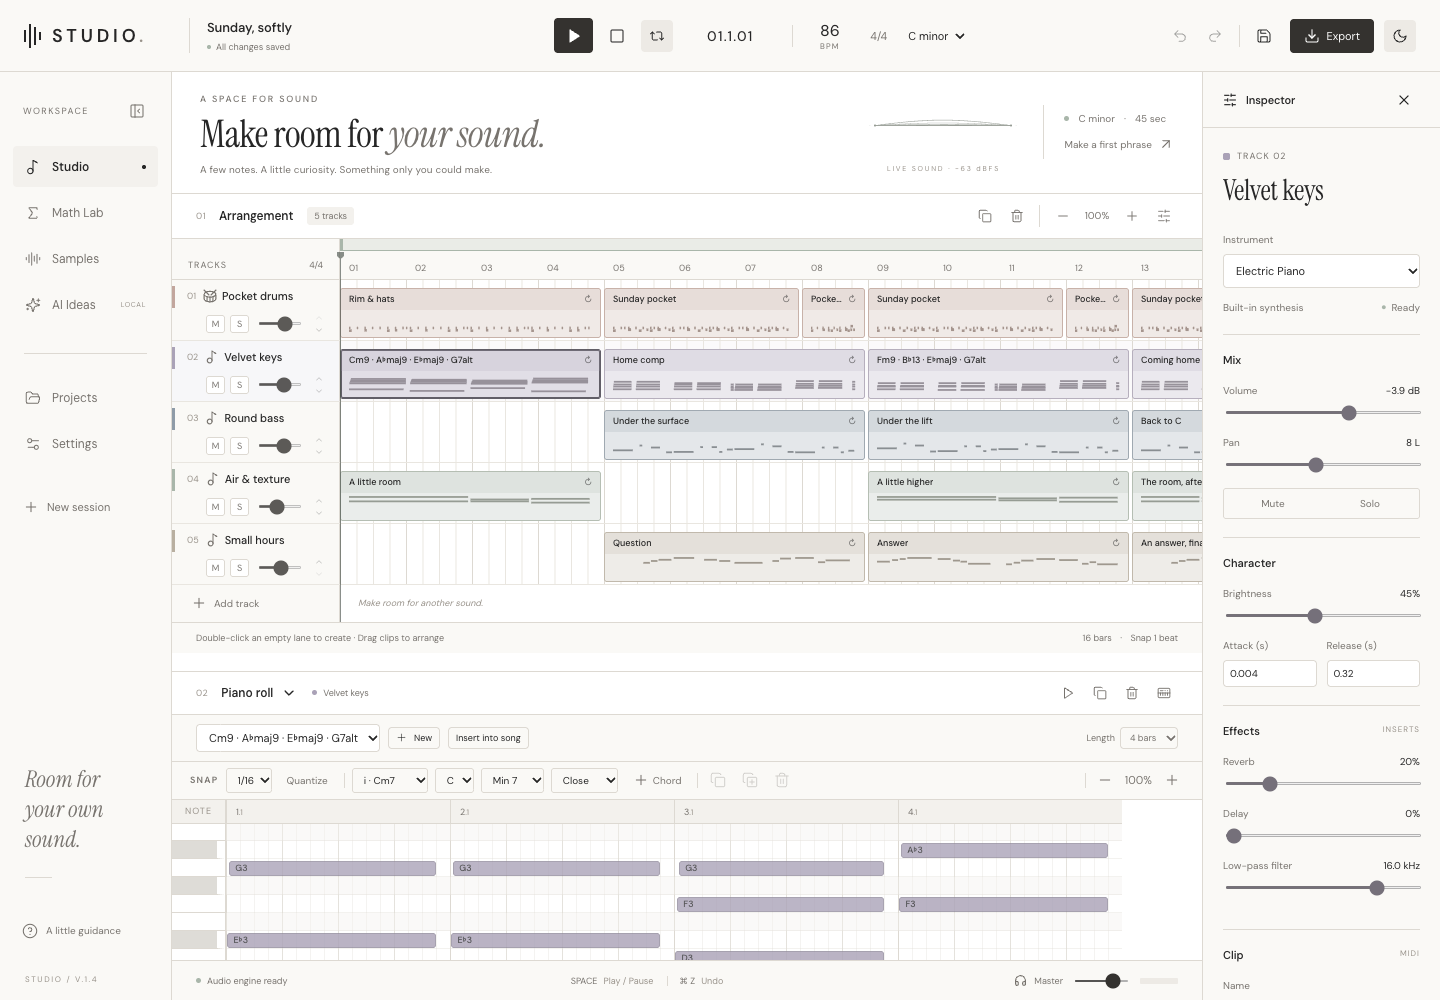 STUDIO.
Sunday, softly
All changes saved
01.1.01
86
BPM
4/4
C minor
Export
WORKSPACE
Studio
Math Lab
Samples
AI Ideas LOCAL
Projects
Settings
New session
Room for
your own
sound.
A little guidance
STUDIO / V.1.4
A SPACE FOR SOUND
Make room for your sound.
A few notes. A little curiosity. Something only you could make.
LIVE SOUND · -63 dBFS
C minor · 45 sec
Make a first phrase
01 Arrangement 5 tracks
100%
TRACKS 4/4
01 02 03 04 05 06 07 08 09 10 11 12 13
01 Pocket drums
M S
Rim & hats
Sunday pocket
Pocke...
Sunday pocket
Pocke...
Sunday pocket
02 Velvet keys
M S
Cm9 · A♭maj9 · E♭maj9 · G7alt
Home comp
Fm9 · B♭13 · E♭maj9 · G7alt
Coming home
03 Round bass
M S
Under the surface
Under the lift
Back to C
04 Air & texture
M S
A little room
A little higher
The room, afte
05 Small hours
M S
Question
Answer
An answer, fina
Add track
Make room for another sound.
Double-click an empty lane to create · Drag clips to arrange
16 bars · Snap 1 beat
02 Piano roll
Velvet keys
Cm9 · A♭maj9 · E♭maj9 · G7alt
New
Insert into song
Length 4 bars
SNAP 1/16 Quantize i · Cm7 C Min 7 Close Chord
100%
NOTE 1.1 2.1 3.1 4.1
A♭3
G3 G3 G3
F3 F3
E♭3 E♭3
D3
Audio engine ready
SPACE Play / Pause
⌘ Z Undo
Master
Inspector
TRACK 02
Velvet keys
Instrument
Electric Piano
Built-in synthesis Ready
Mix
Volume -3.9 dB
Pan 8 L
Mute Solo
Character
Brightness 45%
Attack (s) Release (s)
0.004 0.32
Effects INSERTS
Reverb 20%
Delay 0%
Low-pass filter 16.0 kHz
Clip MIDI
Name